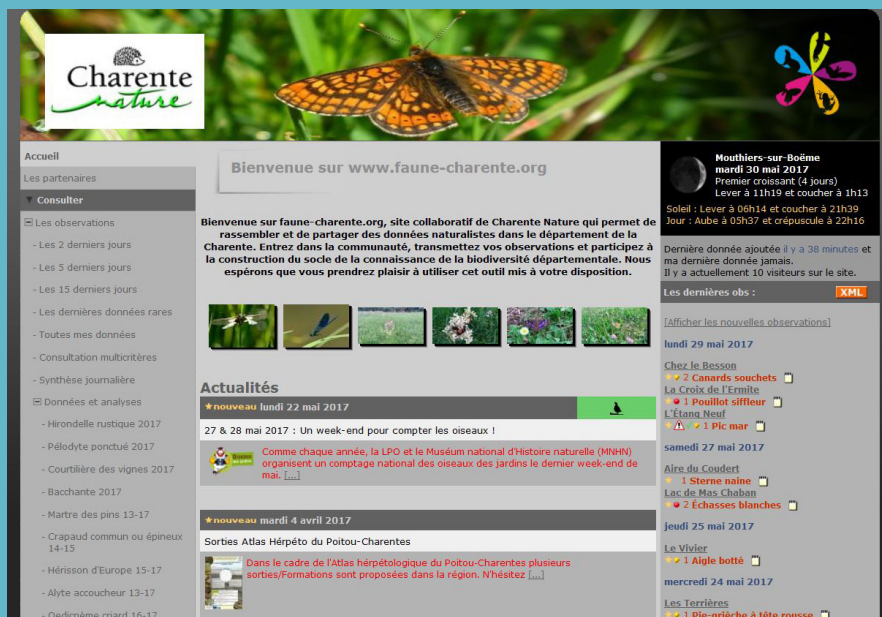 Charente
nature
Accueil
Les partenaires
Consulter
Les observations
- Les 2 derniers jours
- Les 5 derniers jours
- Les 15 derniers jours
- Les dernières données rares
- Toutes mes données
- Consultation multicritères
- Synthèse journalière
Données et analyses
- Hirondelle rustique 2017
- Pélodyte ponctué 2017
- Courtilière des vignes 2017
- Bacchante 2017
- Martre des pins 13-17
- Crapaud commun ou épineux
14-15
- Hérisson d'Europe 15-17
- Alyte accoucheur 13-17
- Oedicnème criard 16-17
Bienvenue sur www.faune-charente.org
Bienvenue sur faune-charente.org, site collaboratif de Charente Nature qui permet de
rassembler et de partager des données naturalistes dans le département de la
Charente. Entrez dans la communauté, transmettez vos observations et participez à
la construction du socle de la connaissance de la biodiversité départementale. Nous
espérons que vous prendrez plaisir à utiliser cet outil mis à votre disposition.
Actualités
nouveau lundi 22 mai 2017
27 & 28 mai 2017 : Un week-end pour compter les oiseaux !
Comme chaque année, la LPO et le Muséum national d'Histoire naturelle (MNHN)
organisent un comptage national des oiseaux des jardins le dernier week-end de
mai. [...]
nouveau mardi 4 avril 2017
Sorties Atlas Herpéto du Poitou-Charentes
Dans le cadre de l'Atlas hérpétologique du Poitou-Charentes plusieurs
sorties/Formations sont proposées dans la région. N'hésitez [...]
Mouthiers-sur-Boëme
mardi 30 mai 2017
Premier croissant (4 jours)
Lever à 11h19 et coucher à 1h13
Soleil : Lever à 06h14 et coucher à 21h39
Jour : Aube à 05h37 et crépuscule à 22h16
Dernière donnée ajoutée il y a 38 minutes et
ma dernière donnée jamais.
Il y a actuellement 10 visiteurs sur le site.
Les dernières obs :
XML
[Afficher les nouvelles observations]
lundi 29 mai 2017
Chez le Besson
2 Canards souchets
La Croix de l'Ermite
1 Pouillot siffleur
L'Étang Neuf
1 Pic mar
samedi 27 mai 2017
Aire du Coudert
1 Sterne naine
Lac de Mas Chaban
2 Échasses blanches
jeudi 25 mai 2017
Le Vivier
1 Aigle botté
mercredi 24 mai 2017
Les Terrières
1 Pie-grièche à tête rousse